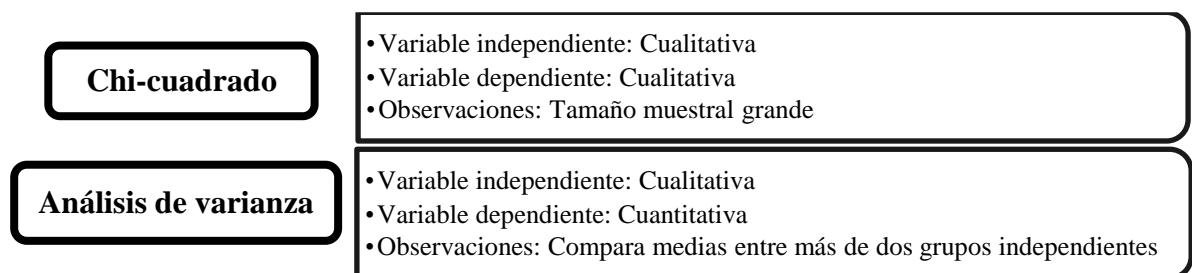 Chi-cuadrado
•Variable independiente: Cualitativa
•Variable dependiente: Cualitativa
•Observaciones: Tamaño muestral grande
Análisis de varianza
•Variable independiente: Cualitativa
•Variable dependiente: Cuantitativa
•Observaciones: Compara medias entre más de dos grupos independientes